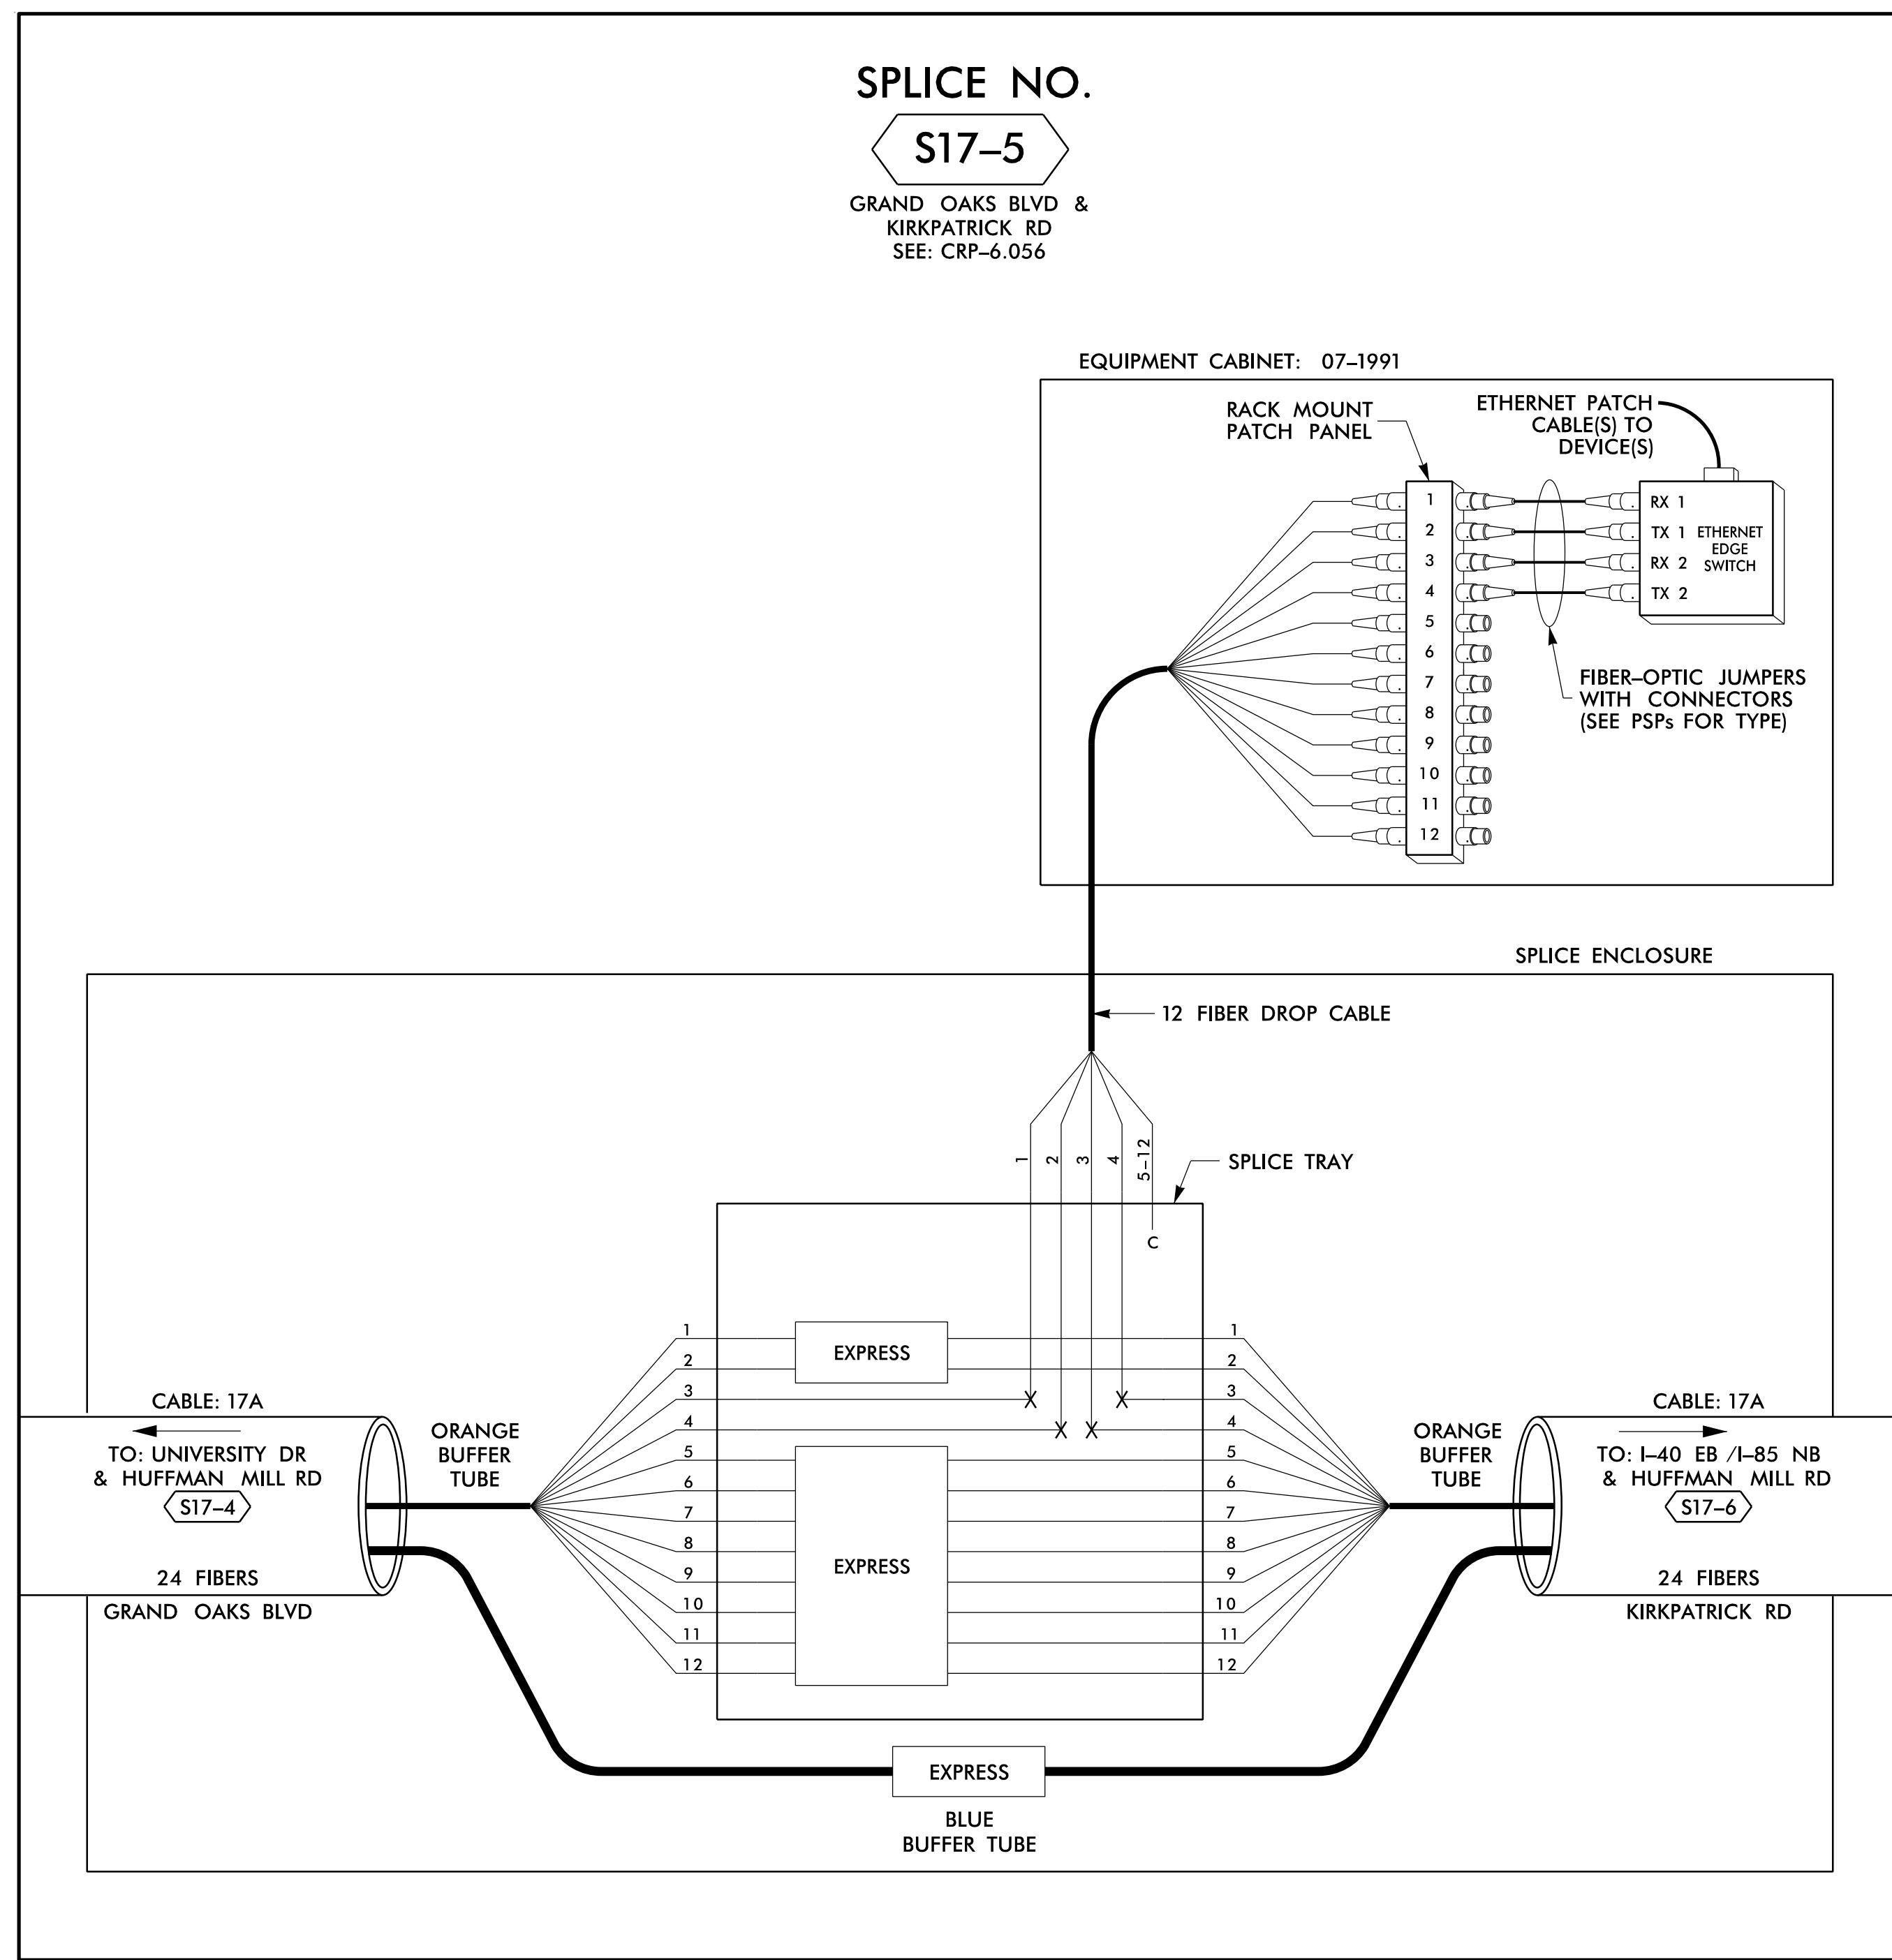 SPLICE NO.
S17–5
GRAND OAKS BLVD &
KIRKPATRICK RD
SEE: CRP–6.056
EQUIPMENT CABINET: 07–1991
RACK MOUNT
PATCH PANEL
ETHERNET PATCH
CABLE(S) TO
DEVICE(S)
1
2
3
4
5
6
7
8
9
10
11
12
RX 1
TX 1
RX 2
TX 2
ETHERNET
EDGE
SWITCH
FIBER–OPTIC JUMPERS
WITH CONNECTORS
(SEE PSPs FOR TYPE)
SPLICE ENCLOSURE
12 FIBER DROP CABLE
1
2
3
4
5–12
SPLICE TRAY
C
1
2
3
4
5
6
7
8
9
10
11
12
EXPRESS
EXPRESS
1
2
3
4
5
6
7
8
9
10
11
12
CABLE: 17A
TO: UNIVERSITY DR
& HUFFMAN MILL RD
S17–4
24 FIBERS
GRAND OAKS BLVD
ORANGE
BUFFER
TUBE
ORANGE
BUFFER
TUBE
CABLE: 17A
TO: I–40 EB /I–85 NB
& HUFFMAN MILL RD
S17–6
24 FIBERS
KIRKPATRICK RD
EXPRESS
BLUE
BUFFER TUBE